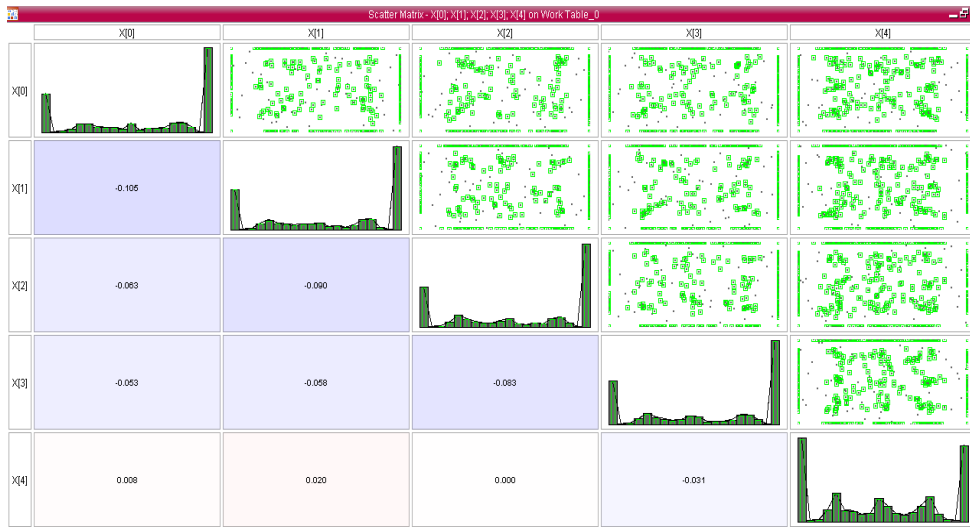 Scatter Matrix - X[0]; X[1]; X[2]; X[3]; X[4] on Work Table_0
X[0] X[1] X[2] X[3] X[4]
X[0]
X[1] -0.105
X[2] -0.063 -0.090
X[3] -0.053 -0.058 -0.083
X[4] 0.008 0.020 0.000 -0.031